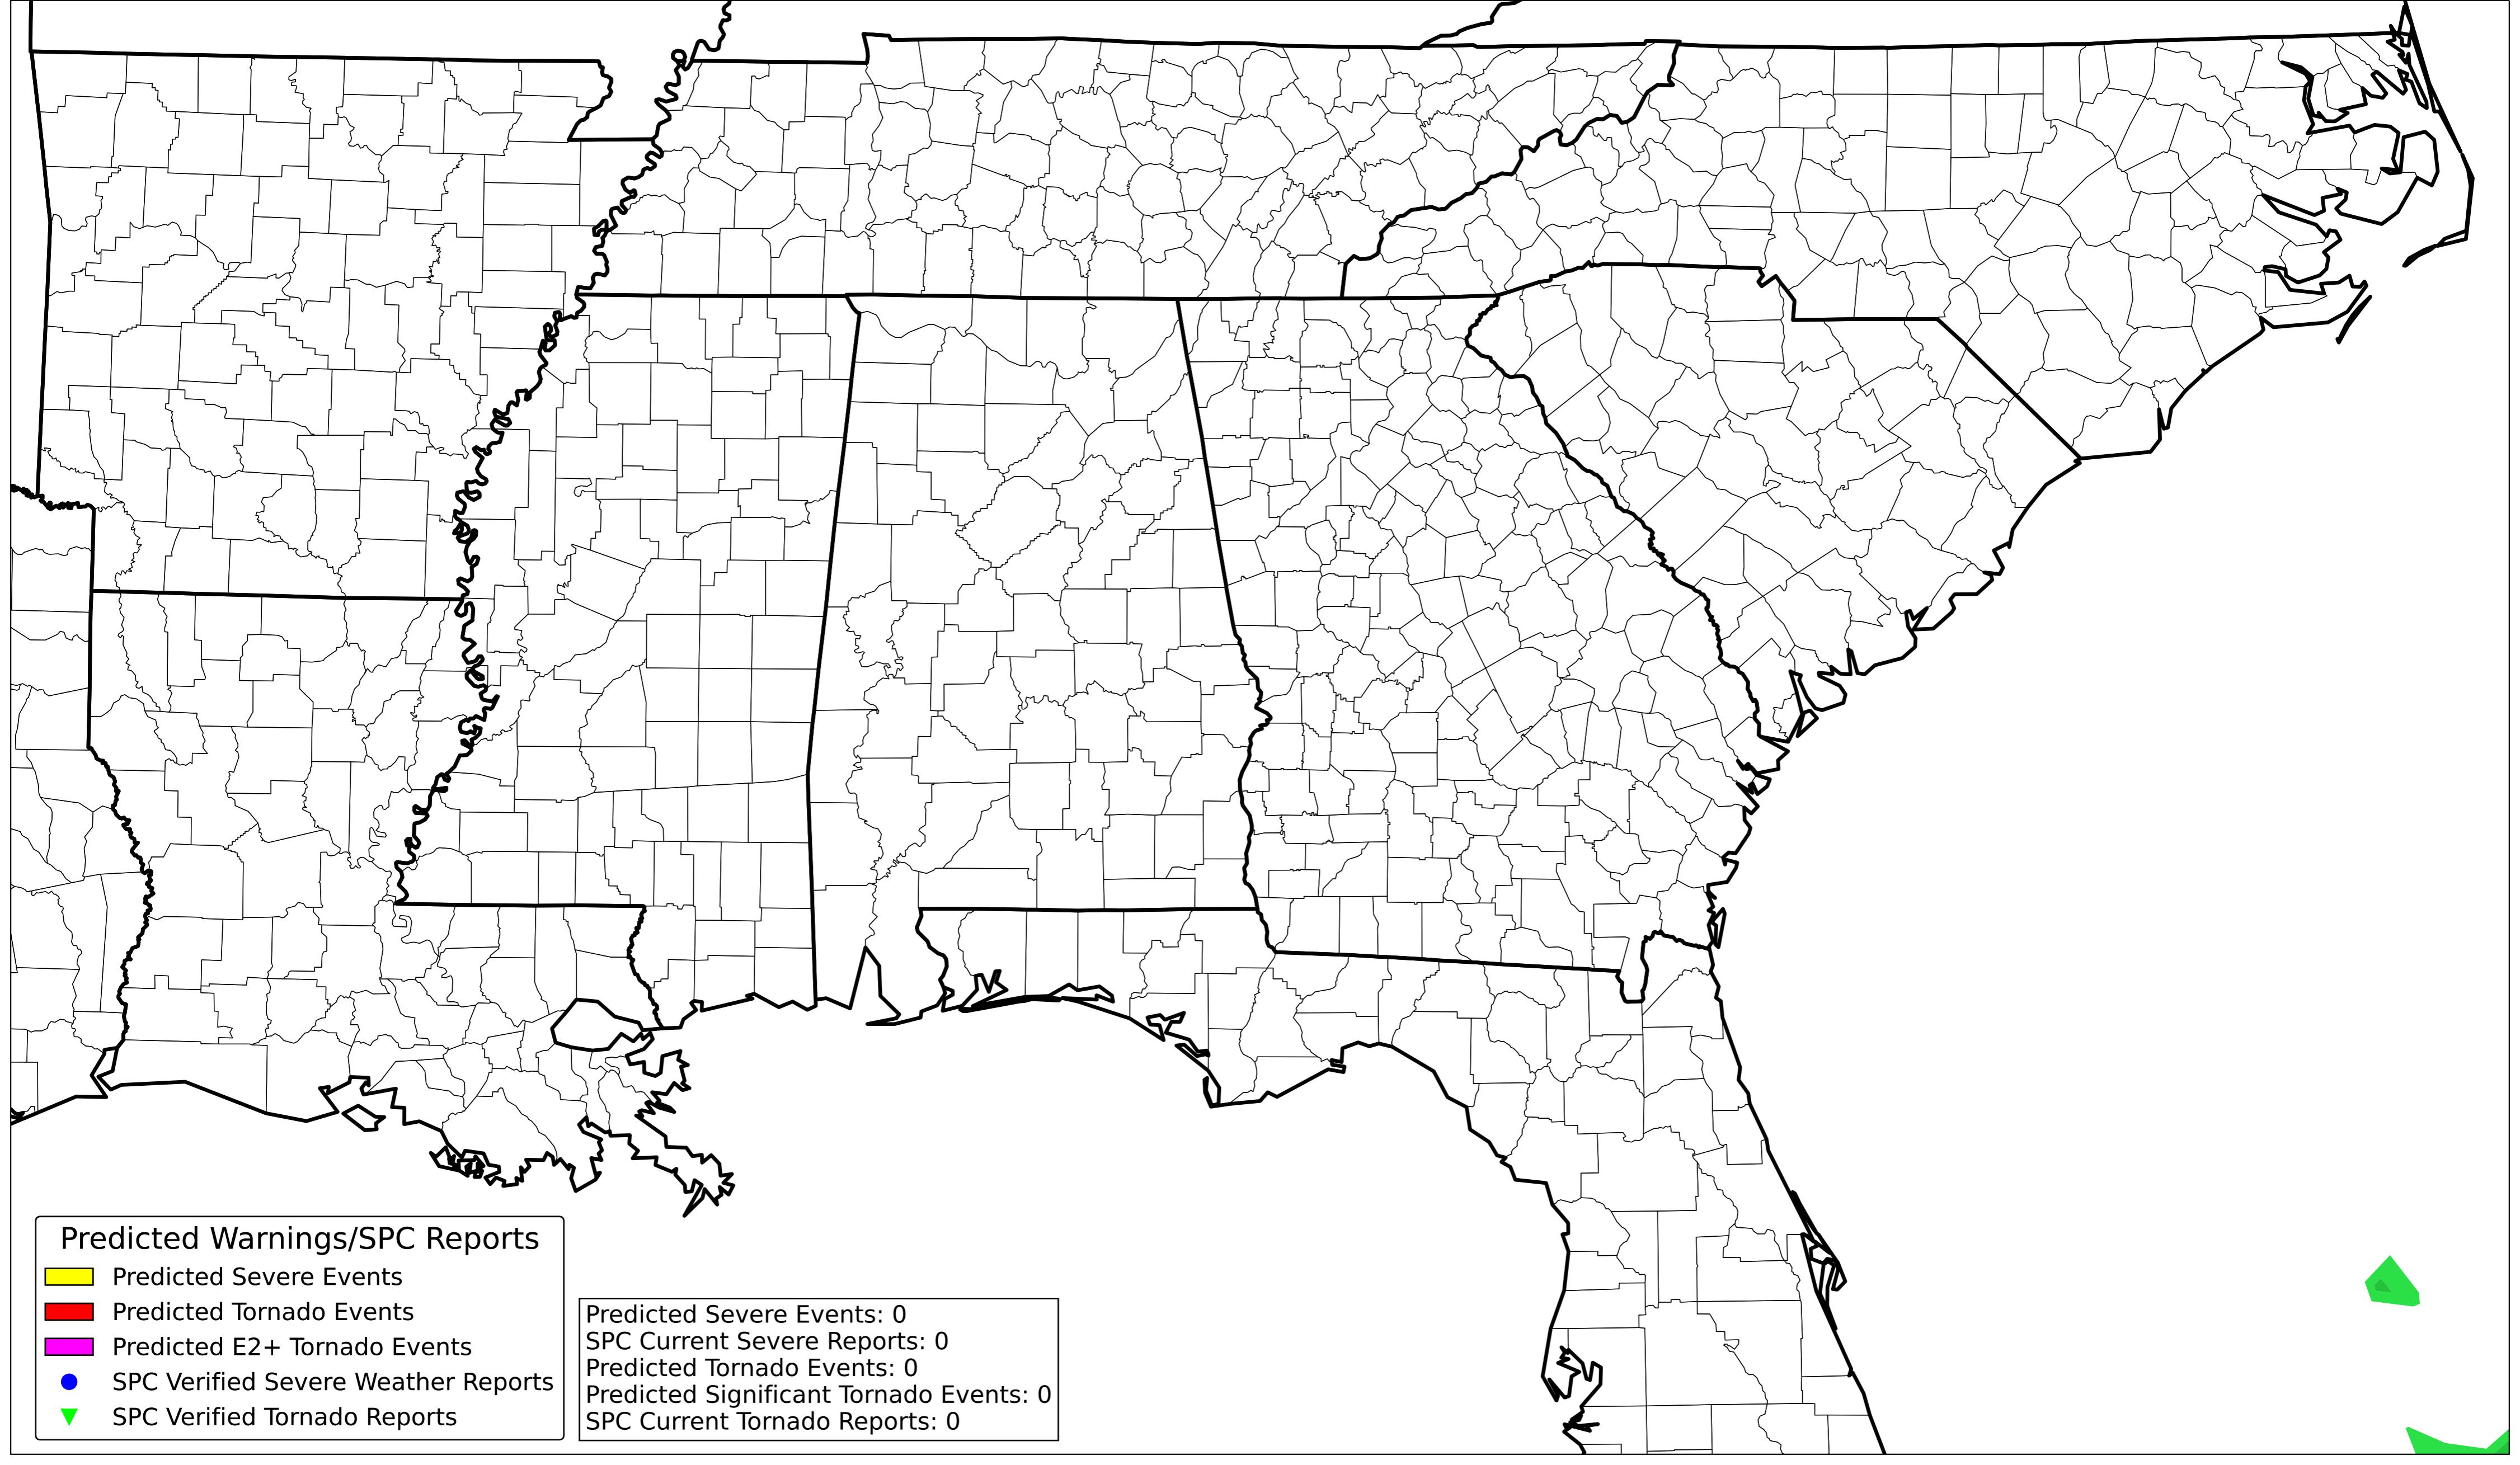 Predicted Warnings/SPC Reports
Predicted Severe Events
Predicted Tornado Events
Predicted E2+ Tornado Events
SPC Verified Severe Weather Reports
SPC Verified Tornado Reports
Predicted Severe Events: 0
SPC Current Severe Reports: 0
Predicted Tornado Events: 0
Predicted Significant Tornado Events: 0
SPC Current Tornado Reports: 0